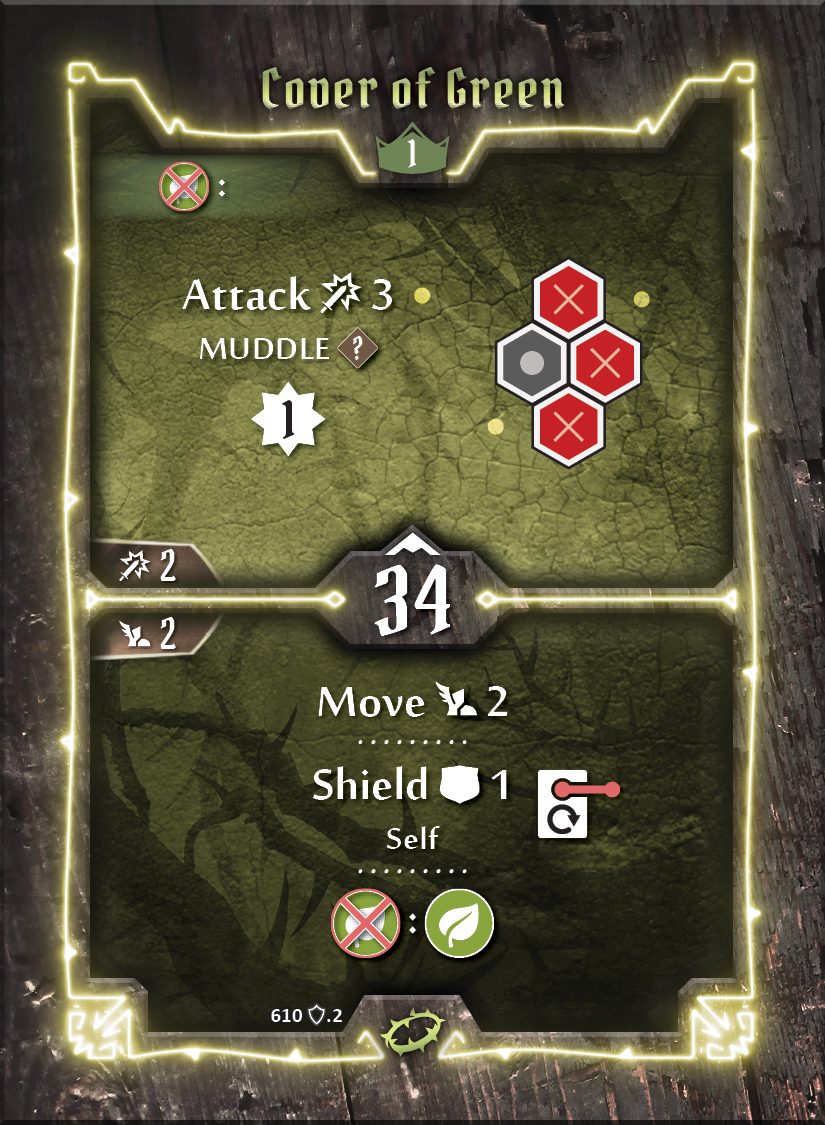 Cover of Green
1
:
Attack 3
MUDDLE ?
1
2
34
2
Move 2
Shield 1
Self
:
610 .2